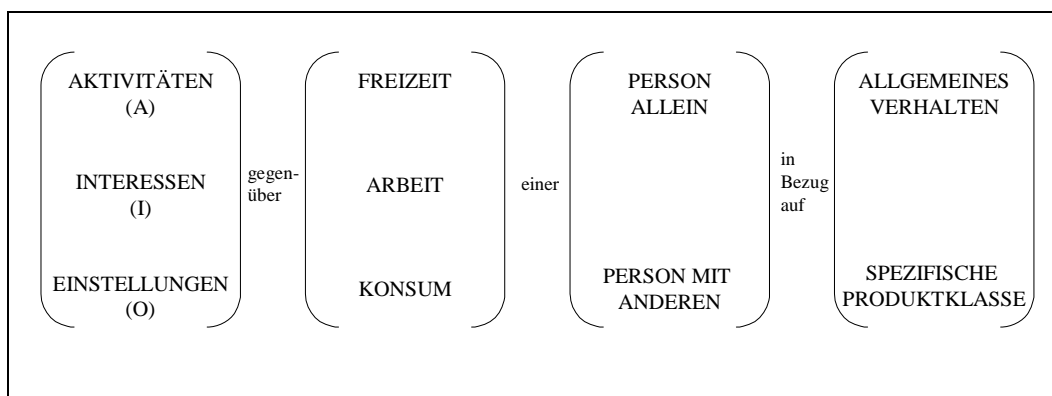 AKTIVITÄTEN
(A)
INTERESSEN
(I)
EINSTELLUNGEN
(O)
gegen-
über
FREIZEIT
ARBEIT
KONSUM
einer
PERSON
ALLEIN
PERSON MIT
ANDEREN
in
Bezug
auf
ALLGEMEINES
VERHALTEN
SPEZIFISCHE
PRODUKTKLASSE